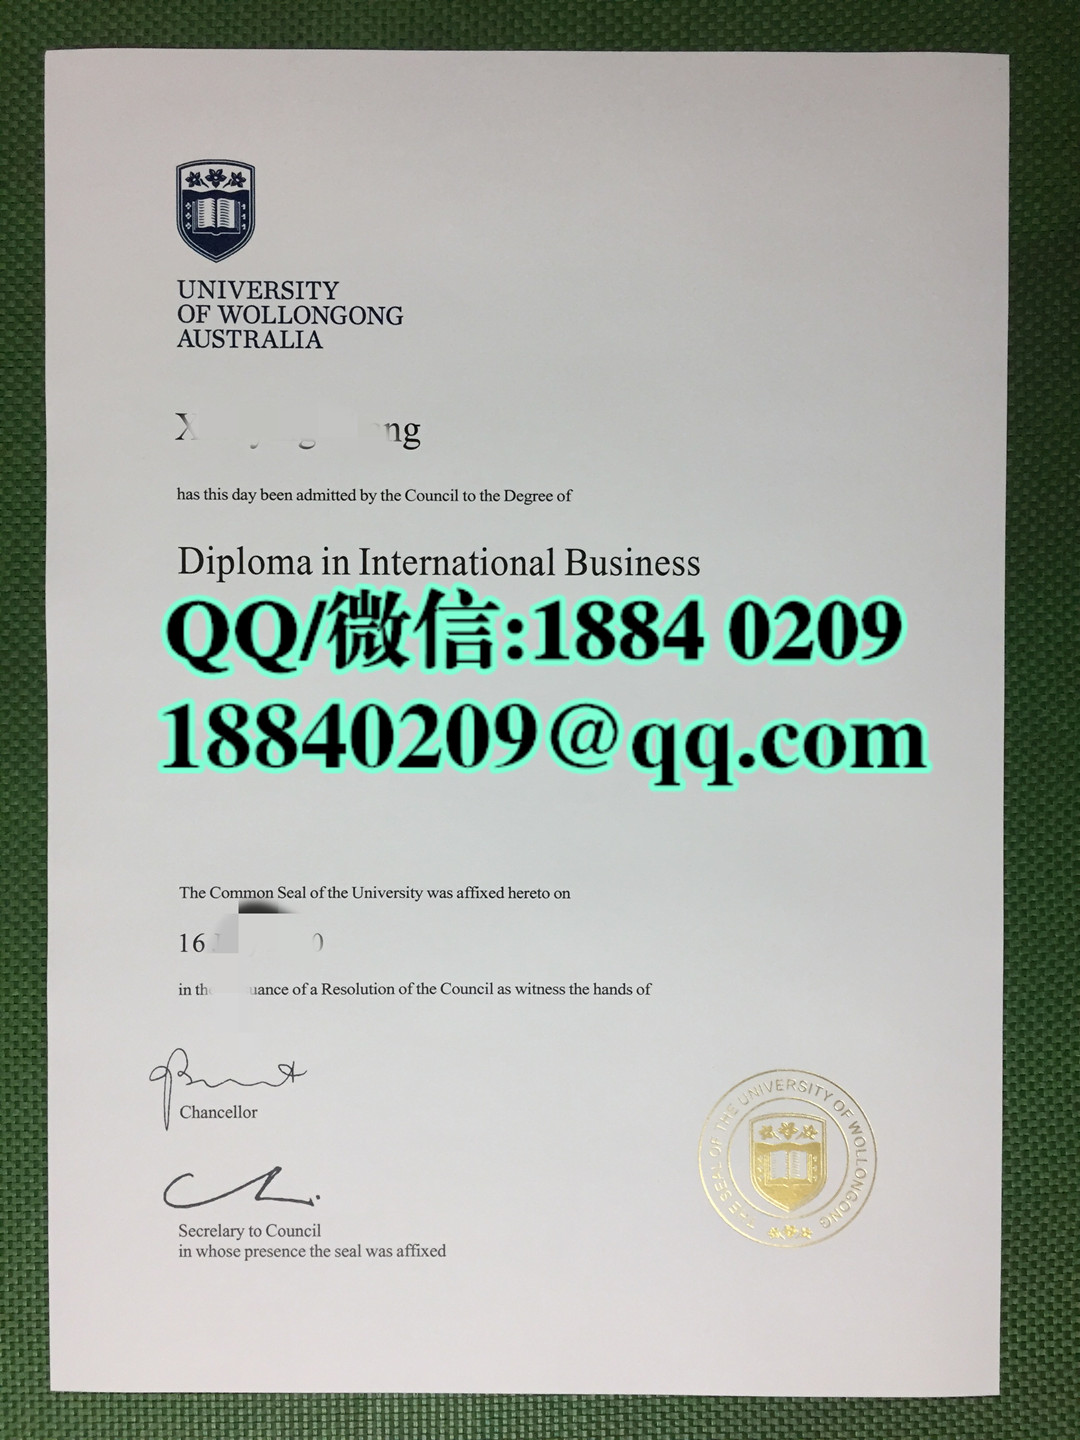 UNIVERSITY
OF WOLLONGONG
AUSTRALIA
has this day been admitted by the Council to the Degree of
Diploma in International Business
QQ/微信:1884 0209
18840209@qq.com
The Common Seal of the University was affixed hereto on
16
in of a Resolution of the Council as witness the hands of
Chancellor
Secrelary to Council
in whose presence the seal was affixed
THE SEAL OF THE UNIVERSITY OF WOLLONGONG